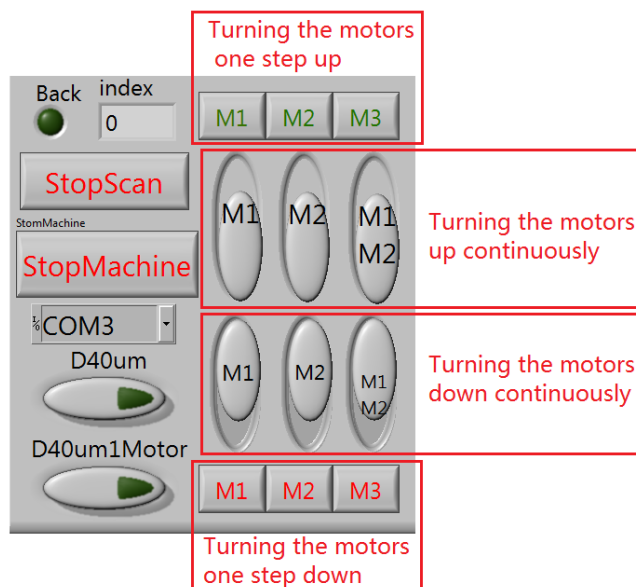 Turning the motors
one step up
Back
index
0
M1 M2 M3
StopScan
StomMachine
StopMachine
M1 M2 M1
M2
Turning the motors
up continuously
I/O COM3
D40um
D40um1Motor
M1 M2 M1
M2
Turning the motors
down continuously
M1 M2 M3
Turning the motors
one step down